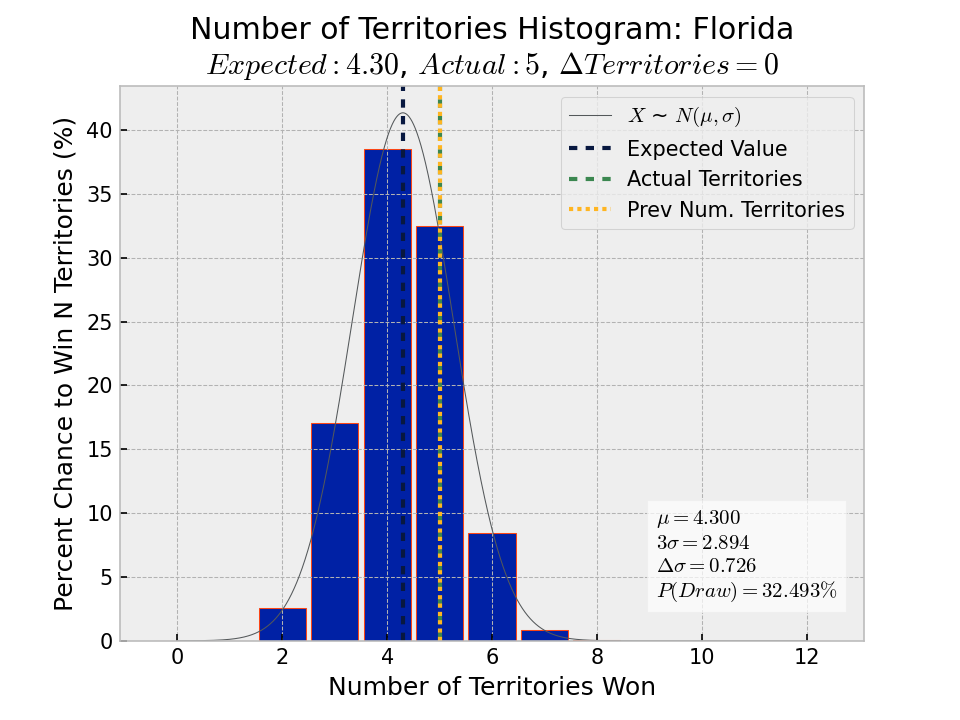 Number of Territories Histogram: Florida
Expected : 4.30, Actual : 5, ΔTerritories = 0
Percent Chance to Win N Territories (%)
40
35
30
25
20
15
10
5
0
X ~ N(μ, σ)
Expected Value
Actual Territories
Prev Num. Territories
μ = 4.300
3σ = 2.894
Δσ = 0.726
P(Draw) = 32.493%
0 2 4 6 8 10 12
Number of Territories Won